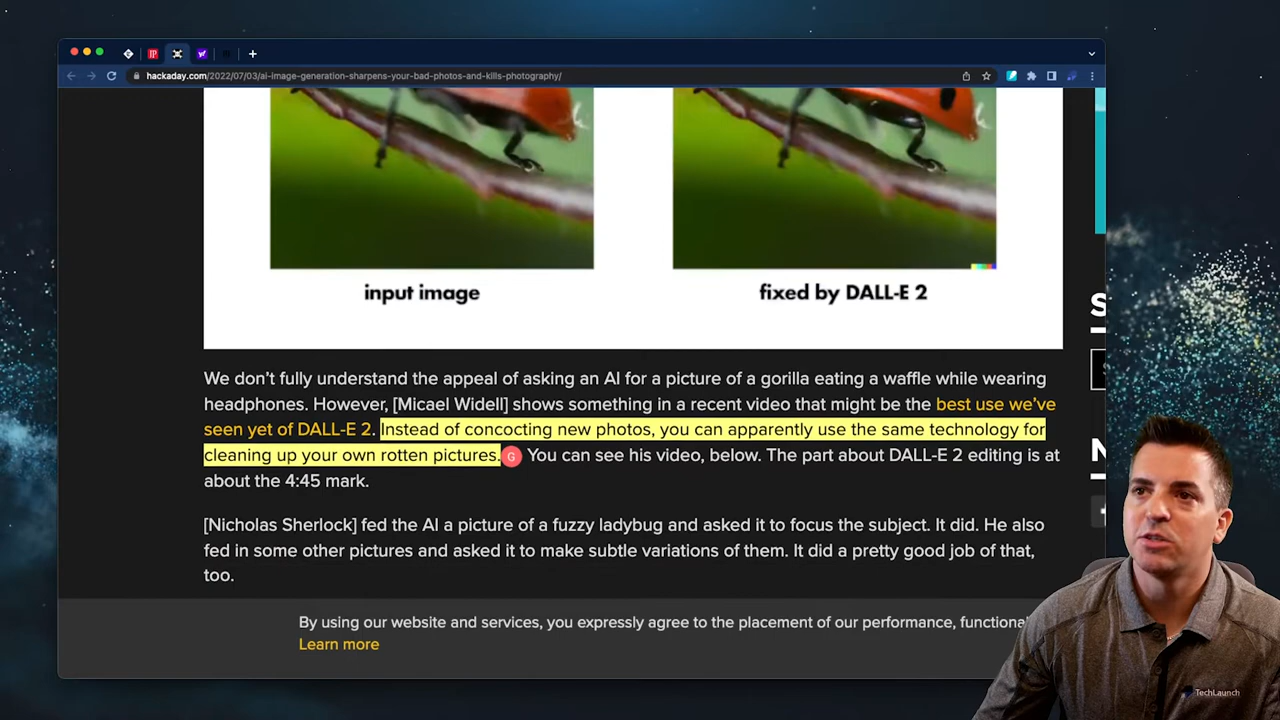 hackaday.com/2022/07/03/ai-image-generation-sharpens-your-bad-photos-and-kills-photography/
input image
fixed by DALL-E 2
We don't fully understand the appeal of asking an AI for a picture of a gorilla eating a waffle while wearing
headphones. However, [Micael Widell] shows something in a recent video that might be the best use we've
seen yet of DALL-E 2. Instead of concocting new photos, you can apparently use the same technology for
cleaning up your own rotten pictures. G You can see his video, below. The part about DALL-E 2 editing is at
about the 4:45 mark.
[Nicholas Sherlock] fed the AI a picture of a fuzzy ladybug and asked it to focus the subject. It did. He also
fed in some other pictures and asked it to make subtle variations of them. It did a pretty good job of that,
too.
By using our website and services, you expressly agree to the placement of our performance, functiona
Learn more
S
N
TechLaunch